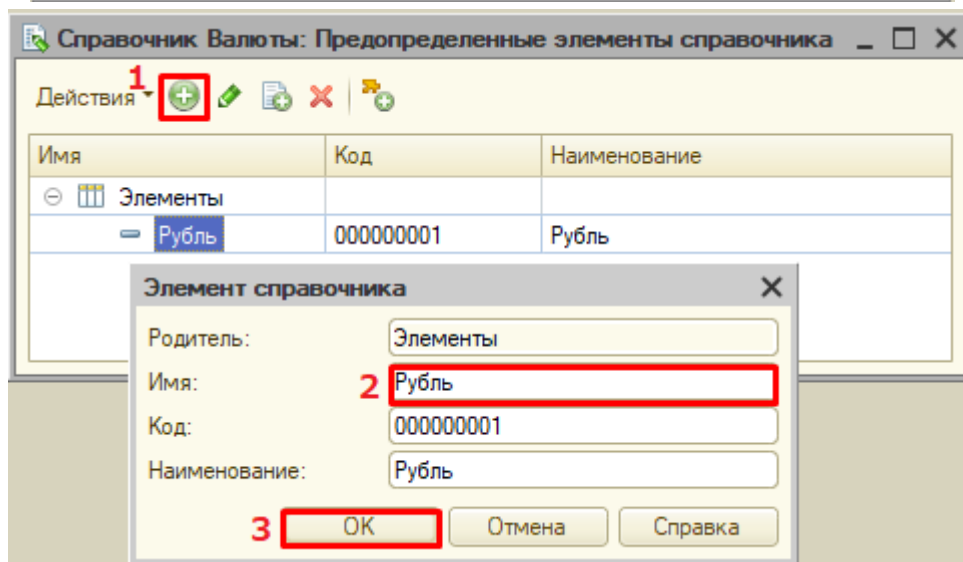 Справочник Валюты: Предопределенные элементы справочника
1
Действия
Имя Код Наименование
Элементы
Рубль 000000001 Рубль
Элемент справочника
Родитель: Элементы
Имя: 2 Рубль
Код: 000000001
Наименование: Рубль
3 OK Отмена Справка